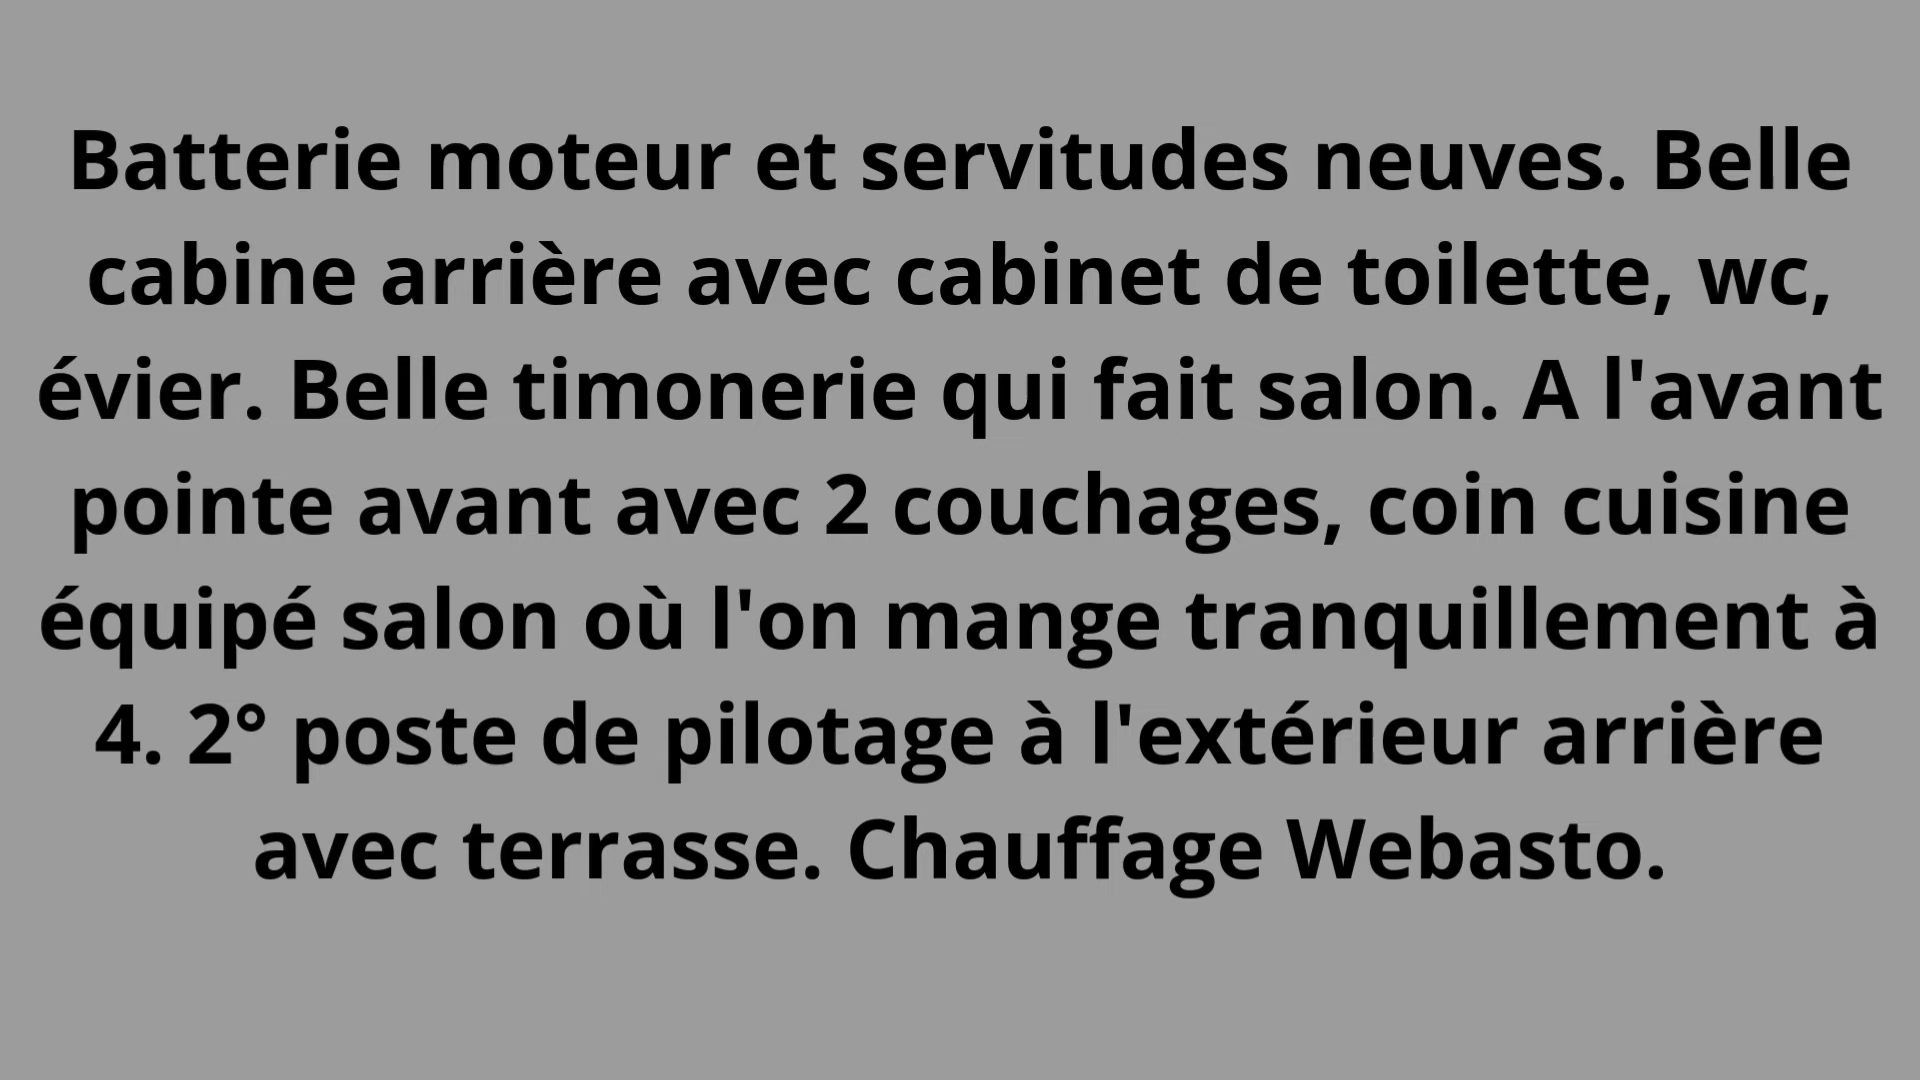 Batterie moteur et servitudes neuves. Belle
cabine arrière avec cabinet de toilette, wc,
évier. Belle timonerie qui fait salon. A l'avant
pointe avant avec 2 couchages, coin cuisine
équipé salon où l'on mange tranquillement à
4. 2° poste de pilotage à l'extérieur arrière
avec terrasse. Chauffage Webasto.